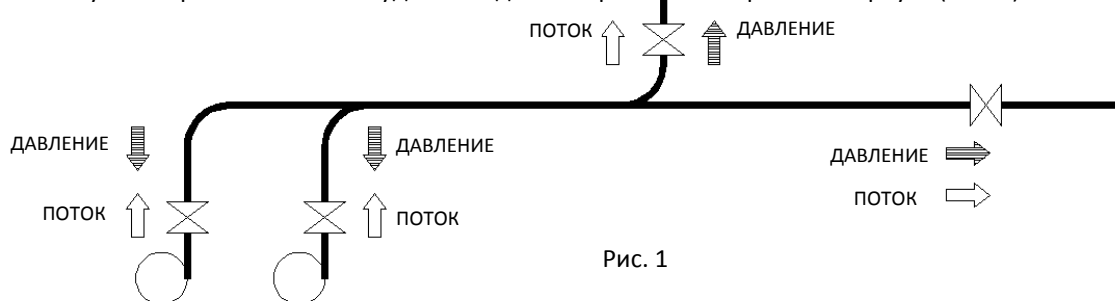 ПОТОК ДАВЛЕНИЕ
ДАВЛЕНИЕ ДАВЛЕНИЕ ДАВЛЕНИЕ
ПОТОК ПОТОК ПОТОК
Рис. 1